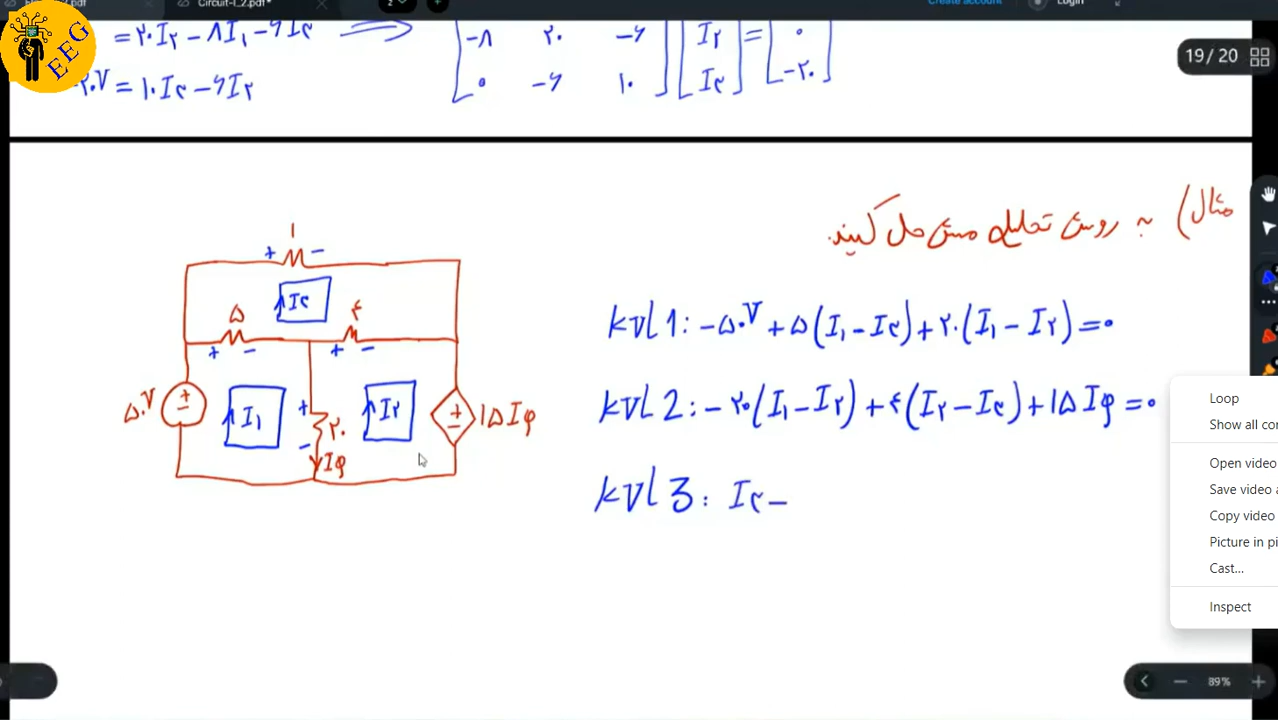 Circuit-1_2.pdf*
2
Create account
Login
EEG
= ۲۰I۲ − ۸I۱ − ۶I۳ ⟹ [−۸ ۲۰ −۶] [I۲] = [۰]
۲۰V = ۱۰I۳ − ۶I۲ [۰ −۶ ۱۰] [I۳] [−۲۰]
19/ 20
مثال) به روش تحلیل مش حل کنید.
۱
+ −
I۳
۵ ۴
+ − + −
۵۰V
+ −
I۱
+ −
۲۰
Iφ
I۲
+ −
۱۵Iφ
KVL 1: −۵۰V + ۵(I۱ − I۳) + ۲۰(I۱ − I۲) = ۰
KVL 2: −۲۰(I۱ − I۲) + ۴(I۲ − I۳) + ۱۵Iφ = ۰
KVL 3: I۳ −
Loop
Show all co
Open video
Save video a
Copy video
Picture in pi
Cast...
Inspect
89%